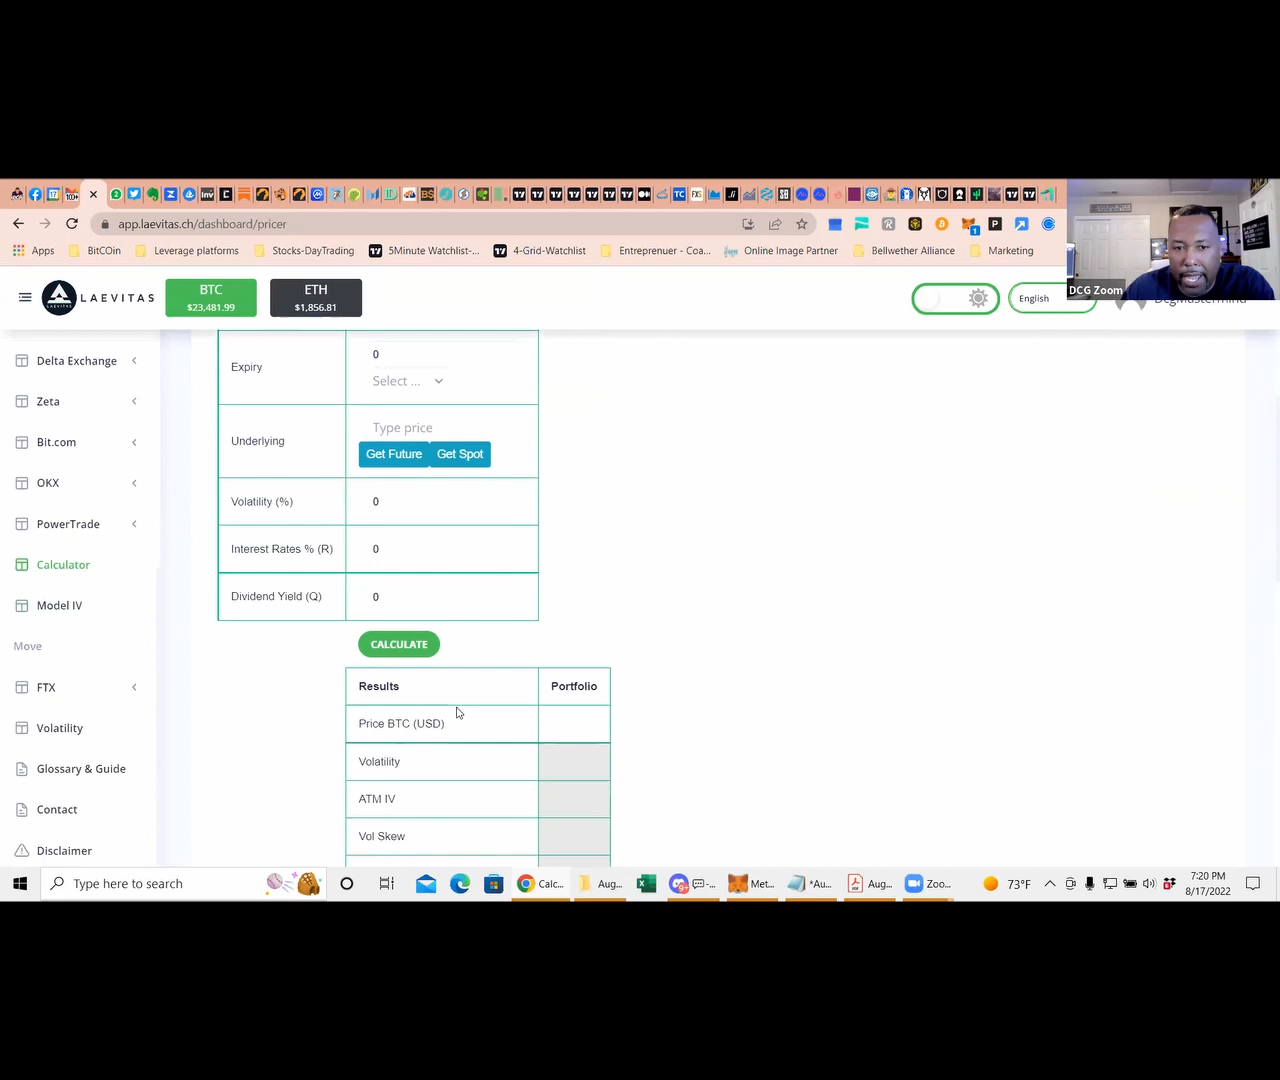 app.laevitas.ch/dashboard/pricer
Apps
BitCOin
Leverage platforms
Stocks-DayTrading
5Minute Watchlist-...
4-Grid-Watchlist
Entreprenuer - Coa...
Online Image Partner
Bellwether Alliance
Marketing
DCG Zoom
LAEVITAS
BTC
$23,481.99
ETH
$1,856.81
English
Delta Exchange
Zeta
Bit.com
OKX
PowerTrade
Calculator
Model IV
Move
FTX
Volatility
Glossary & Guide
Contact
Disclaimer
Expiry
0
Select ...
Underlying
Type price
Get Future
Get Spot
Volatility (%)
0
Interest Rates % (R)
0
Dividend Yield (Q)
0
CALCULATE
Results
Portfolio
Price BTC (USD)
Volatility
ATM IV
Vol Skew
Type here to search
Calc...
Aug...
-...
Met...
*Au...
Aug...
Zoo...
73°F
7:20 PM
8/17/2022